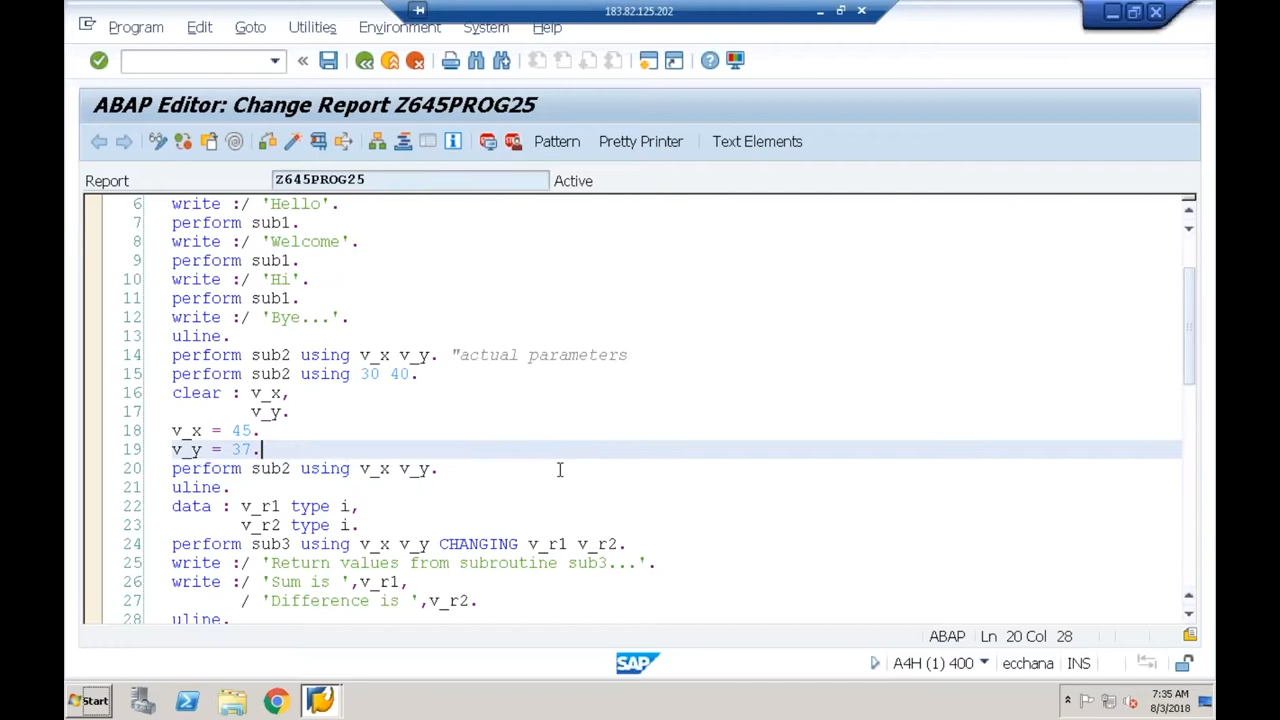 183.82.125.202
Program Edit Goto Utilities Environment System Help
ABAP Editor: Change Report Z645PROG25
Pattern Pretty Printer Text Elements
Report Z645PROG25 Active
6 write :/ 'Hello'.
7 perform sub1.
8 write :/ 'Welcome'.
9 perform sub1.
10 write :/ 'Hi'.
11 perform sub1.
12 write :/ 'Bye...'.
13 uline.
14 perform sub2 using v_x v_y. "actual parameters
15 perform sub2 using 30 40.
16 clear : v_x,
17 v_y.
18 v_x = 45.
19 v_y = 37.
20 perform sub2 using v_x v_y.
21 uline.
22 data : v_r1 type i,
23 v_r2 type i.
24 perform sub3 using v_x v_y CHANGING v_r1 v_r2.
25 write :/ 'Return values from subroutine sub3...'.
26 write :/ 'Sum is ',v_r1,
27 / 'Difference is ',v_r2.
28 uline.
ABAP Ln 20 Col 28
SAP
A4H (1) 400 ecchana INS
Start
7:35 AM
8/3/2018